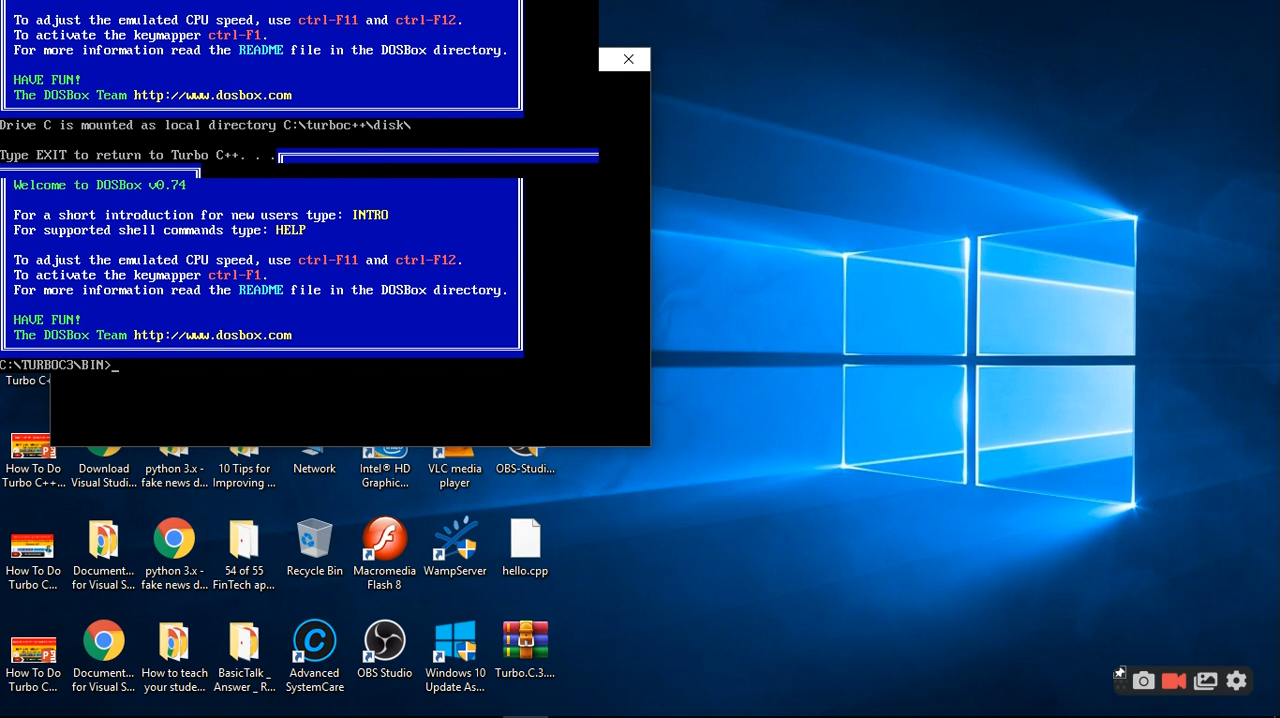 To adjust the emulated CPU speed, use ctrl-F11 and ctrl-F12.
To activate the keymapper ctrl-F1.
For more information read the README file in the DOSBox directory.
HAVE FUN!
The DOSBox Team http://www.dosbox.com
Drive C is mounted as local directory C:\turboc++\disk\
Type EXIT to return to Turbo C++. . .
Welcome to DOSBox v0.74
For a short introduction for new users type: INTRO
For supported shell commands type: HELP
To adjust the emulated CPU speed, use ctrl-F11 and ctrl-F12.
To activate the keymapper ctrl-F1.
For more information read the README file in the DOSBox directory.
HAVE FUN!
The DOSBox Team http://www.dosbox.com
C:\TURBOC3\BIN>_
Turbo C+
How To Do
Turbo C++...
Download
Visual Studi...
python 3.x -
fake news d...
10 Tips for
Improving ...
Network
Intel® HD
Graphic...
VLC media
player
OBS-Studi...
How To Do
Turbo C...
Document...
for Visual S...
python 3.x -
fake news d...
54 of 55
FinTech ap...
Recycle Bin
Macromedia
Flash 8
WampServer
hello.cpp
How To Do
Turbo C...
Document...
for Visual S...
How to teach
your stude...
BasicTalk _
Answer _ R...
Advanced
SystemCare
OBS Studio
Windows 10
Update As...
Turbo.C.3....